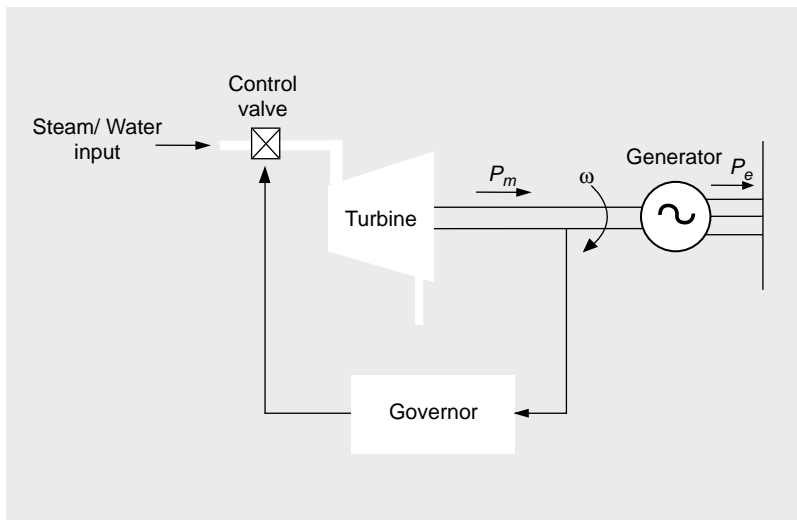 Control
valve
Steam/ Water
input
Generator
P_m
ω
P_e
Turbine
Governor